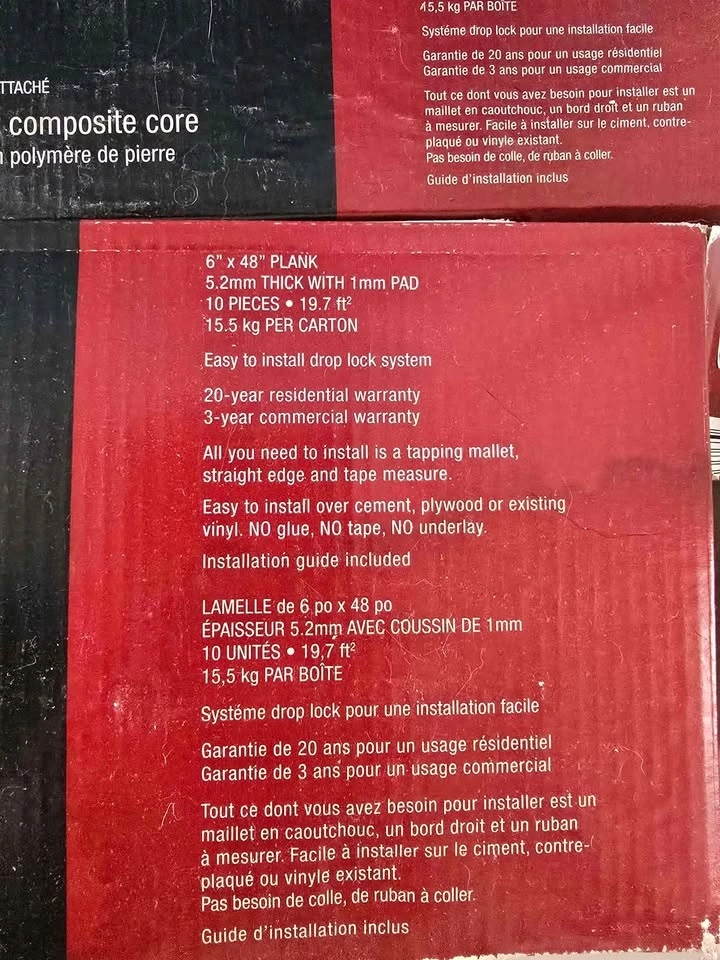 TTACHÉ
composite core
polymère de pierre
15,5 kg PAR BOÎTE
Systéme drop lock pour une installation facile
Garantie de 20 ans pour un usage résidentiel
Garantie de 3 ans pour un usage commercial
Tout ce dont vous avez besoin pour installer est un
maillet en caoutchouc, un bord droit et un ruban
à mesurer. Facile à installer sur le ciment, contre-
plaqué ou vinyle existant.
Pas besoin de colle, de ruban à coller.
Guide d'installation inclus
6" x 48" PLANK
5.2mm THICK WITH 1mm PAD
10 PIECES • 19.7 ft²
15.5 kg PER CARTON
Easy to install drop lock system
20-year residential warranty
3-year commercial warranty
All you need to install is a tapping mallet,
straight edge and tape measure.
Easy to install over cement, plywood or existing
vinyl. NO glue, NO tape, NO underlay.
Installation guide included
LAMELLE de 6 po x 48 po
ÉPAISSEUR 5.2mm AVEC COUSSIN DE 1mm
10 UNITÉS • 19,7 ft²
15,5 kg PAR BOÎTE
Systéme drop lock pour une installation facile
Garantie de 20 ans pour un usage résidentiel
Garantie de 3 ans pour un usage commercial
Tout ce dont vous avez besoin pour installer est un
maillet en caoutchouc, un bord droit et un ruban
à mesurer. Facile à installer sur le ciment, contre-
plaqué ou vinyle existant.
Pas besoin de colle, de ruban à coller.
Guide d'installation inclus